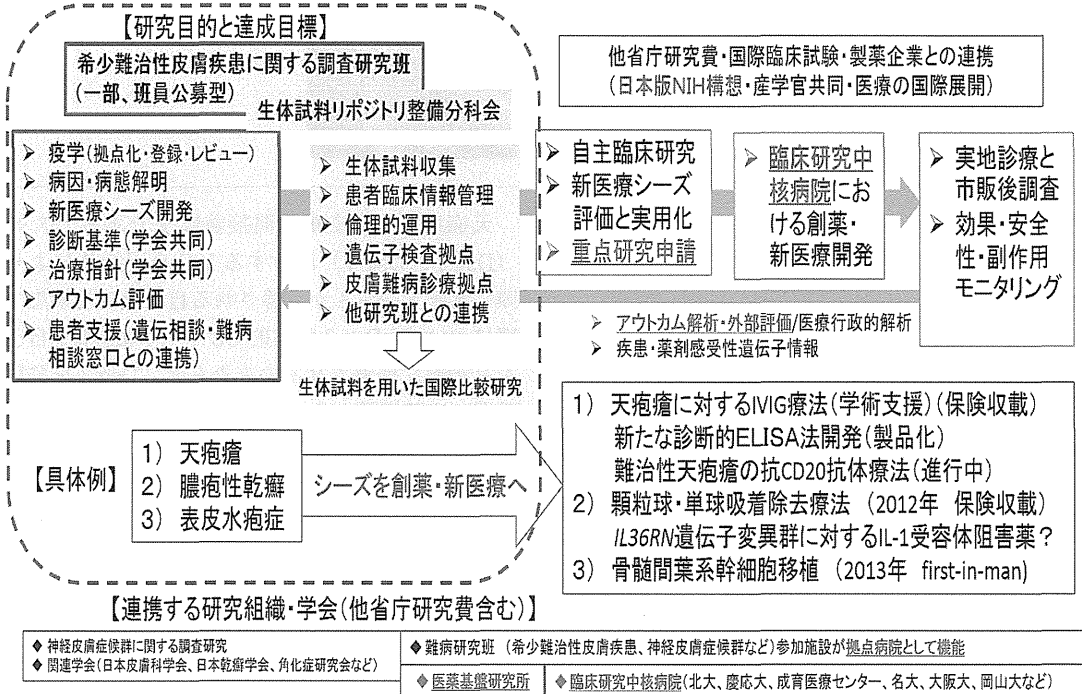 【研究目的と達成目標】
希少難治性皮膚疾患に関する調査研究班
(一部、班員公募型)
生体試料リポジトリ整備分科会
他省庁研究費・国際臨床試験・製薬企業との連携
(日本版NIH構想・産学官共同・医療の国際展開)
➢ 疫学(拠点化・登録・レビュー)
➢ 病因・病態解明
➢ 新医療シーズ開発
➢ 診断基準(学会共同)
➢ 治療指針(学会共同)
➢ アウトカム評価
➢ 患者支援(遺伝相談・難病
相談窓口との連携)
➢ 生体試料収集
➢ 患者臨床情報管理
➢ 倫理的運用
➢ 遺伝子検査拠点
➢ 皮膚難病診療拠点
➢ 他研究班との連携
➢ 自主臨床研究
➢ 新医療シーズ
評価と実用化
➢ 重点研究申請
➢ 臨床研究中
核病院にお
ける創薬・
新医療開発
➢ 実地診療と
市販後調査
➢ 効果・安全
性・副作用
モニタリング
➢ アウトカム解析・外部評価/医療行政的解析
➢ 疾患・薬剤感受性遺伝子情報
生体試料を用いた国際比較研究
【具体例】
1) 天疱瘡
2) 膿疱性乾癬
3) 表皮水疱症
シーズを創薬・新医療へ
1) 天疱瘡に対するIVIG療法(学術支援)(保険収載)
新たな診断的ELISA法開発(製品化)
難治性天疱瘡の抗CD20抗体療法(進行中)
2) 顆粒球・単球吸着除去療法 (2012年 保険収載)
IL36RN遺伝子変異群に対するIL-1受容体阻害薬?
3) 骨髄間葉系幹細胞移植 (2013年 first-in-man)
【連携する研究組織・学会(他省庁研究費含む)】
◆ 神経皮膚症候群に関する調査研究
◆ 関連学会(日本皮膚科学会、日本乾癬学会、角化症研究会など)
◆ 難病研究班 (希少難治性皮膚疾患、神経皮膚症候群など)参加施設が拠点病院として機能
◆ 医薬基盤研究所
◆ 臨床研究中核病院(北大、慶応大、成育医療センター、名大、大阪大、岡山大など)